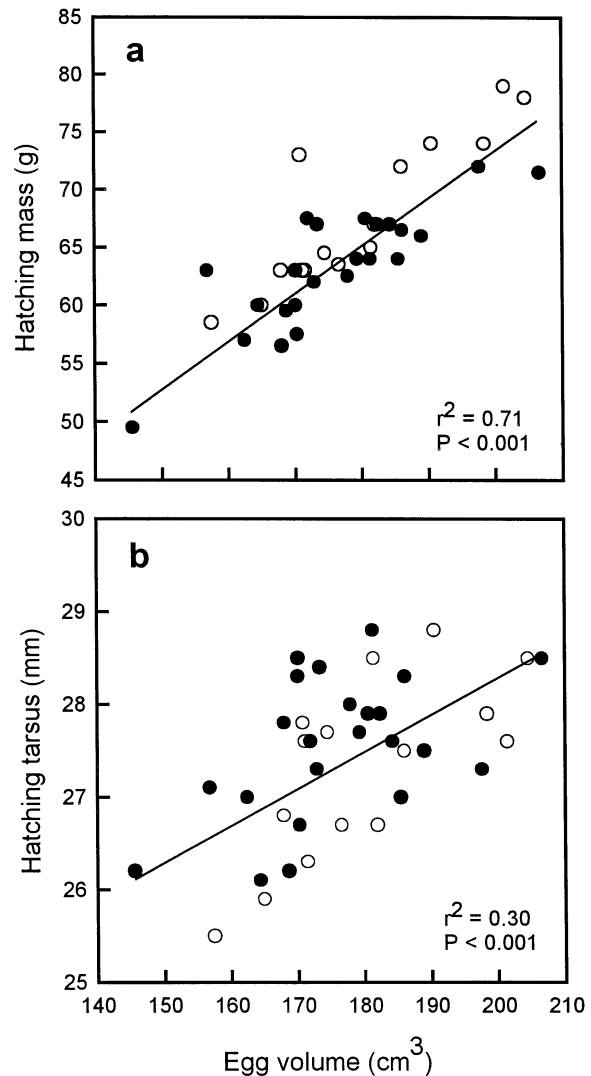 85
a
80
75
70
65
60
55
50
45
Hatching mass (g)
r2 = 0.71
P < 0.001
30
b
29
28
27
26
25
Hatching tarsus (mm)
r2 = 0.30
P < 0.001
140 150 160 170 180 190 200 210
Egg volume (cm3)